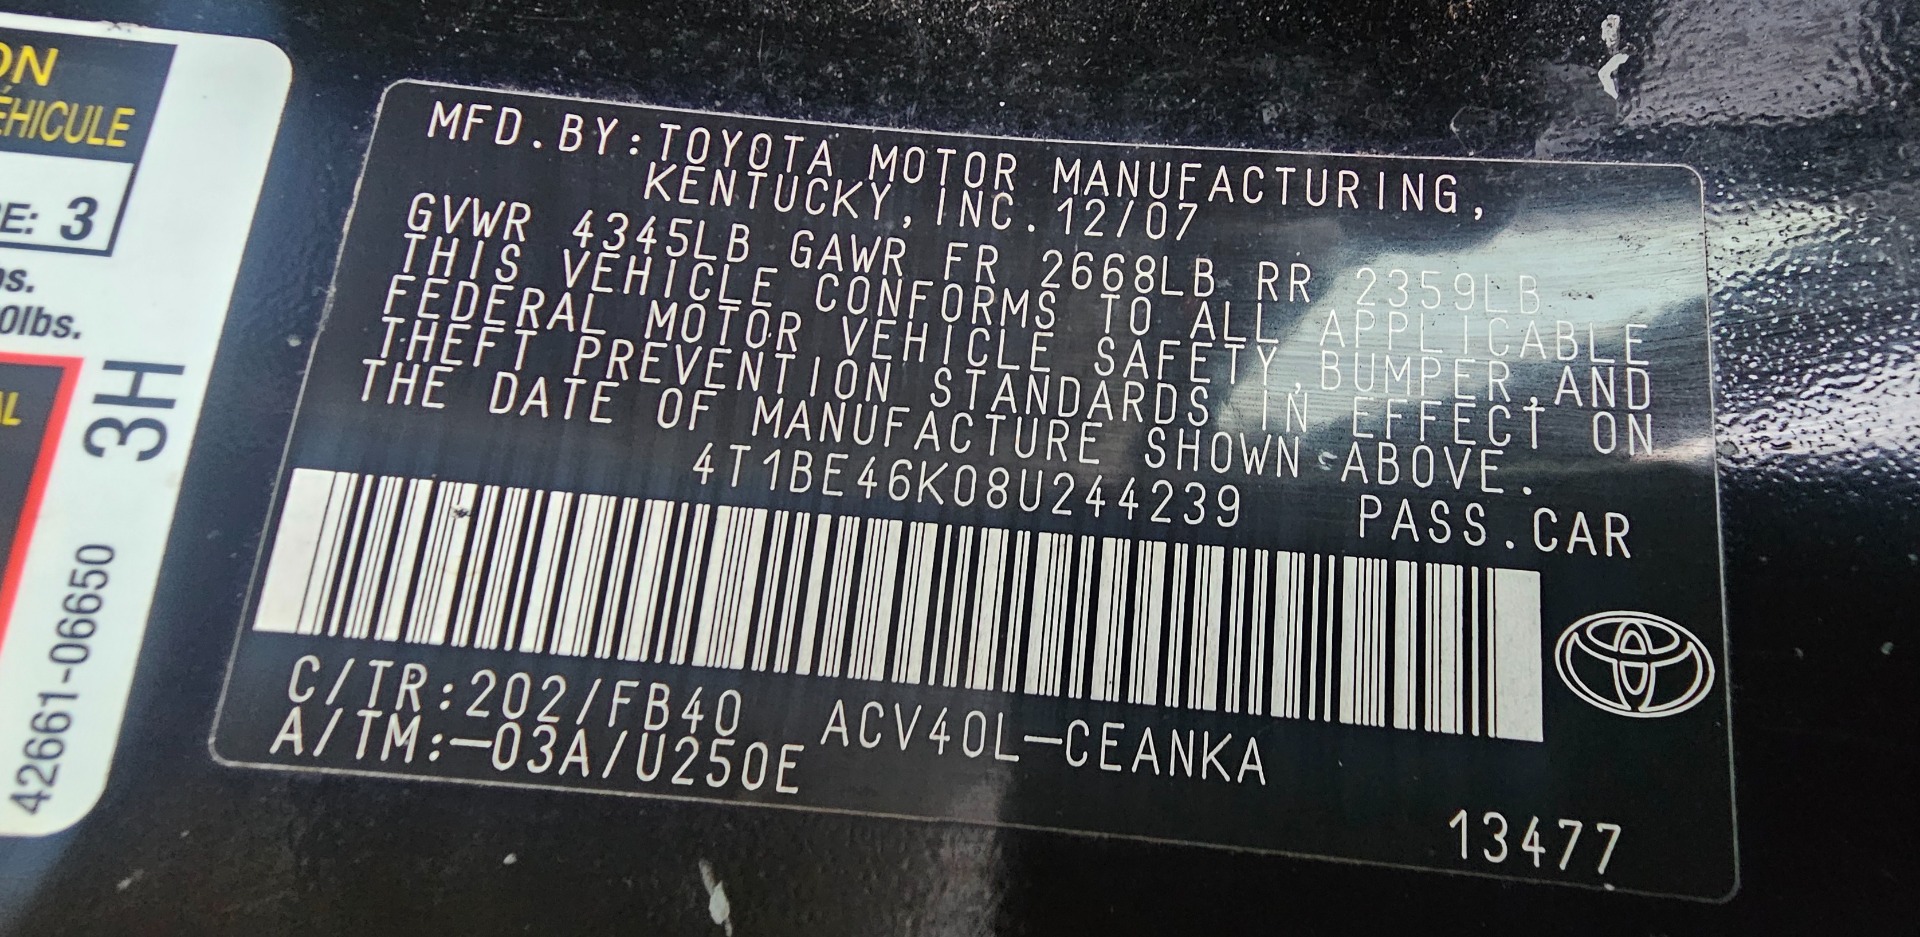 ON
ÉHICULE
E: 3
bs.
0lbs.
AL
3H
42661-06650
MFD.BY:TOYOTA MOTOR MANUFACTURING,
KENTUCKY,INC.12/07
GVWR 4345LB GAWR FR 2668LB RR 2359LB
THIS VEHICLE CONFORMS TO ALL APPLICABLE
FEDERAL MOTOR VEHICLE SAFETY,BUMPER,AND
THEFT PREVENTION STANDARDS IN EFFECT ON
THE DATE OF MANUFACTURE SHOWN ABOVE.
4T1BE46K08U244239 PASS.CAR
C/TR:202/FB40 ACV40L-CEANKA
A/TM:-03A/U250E
13477